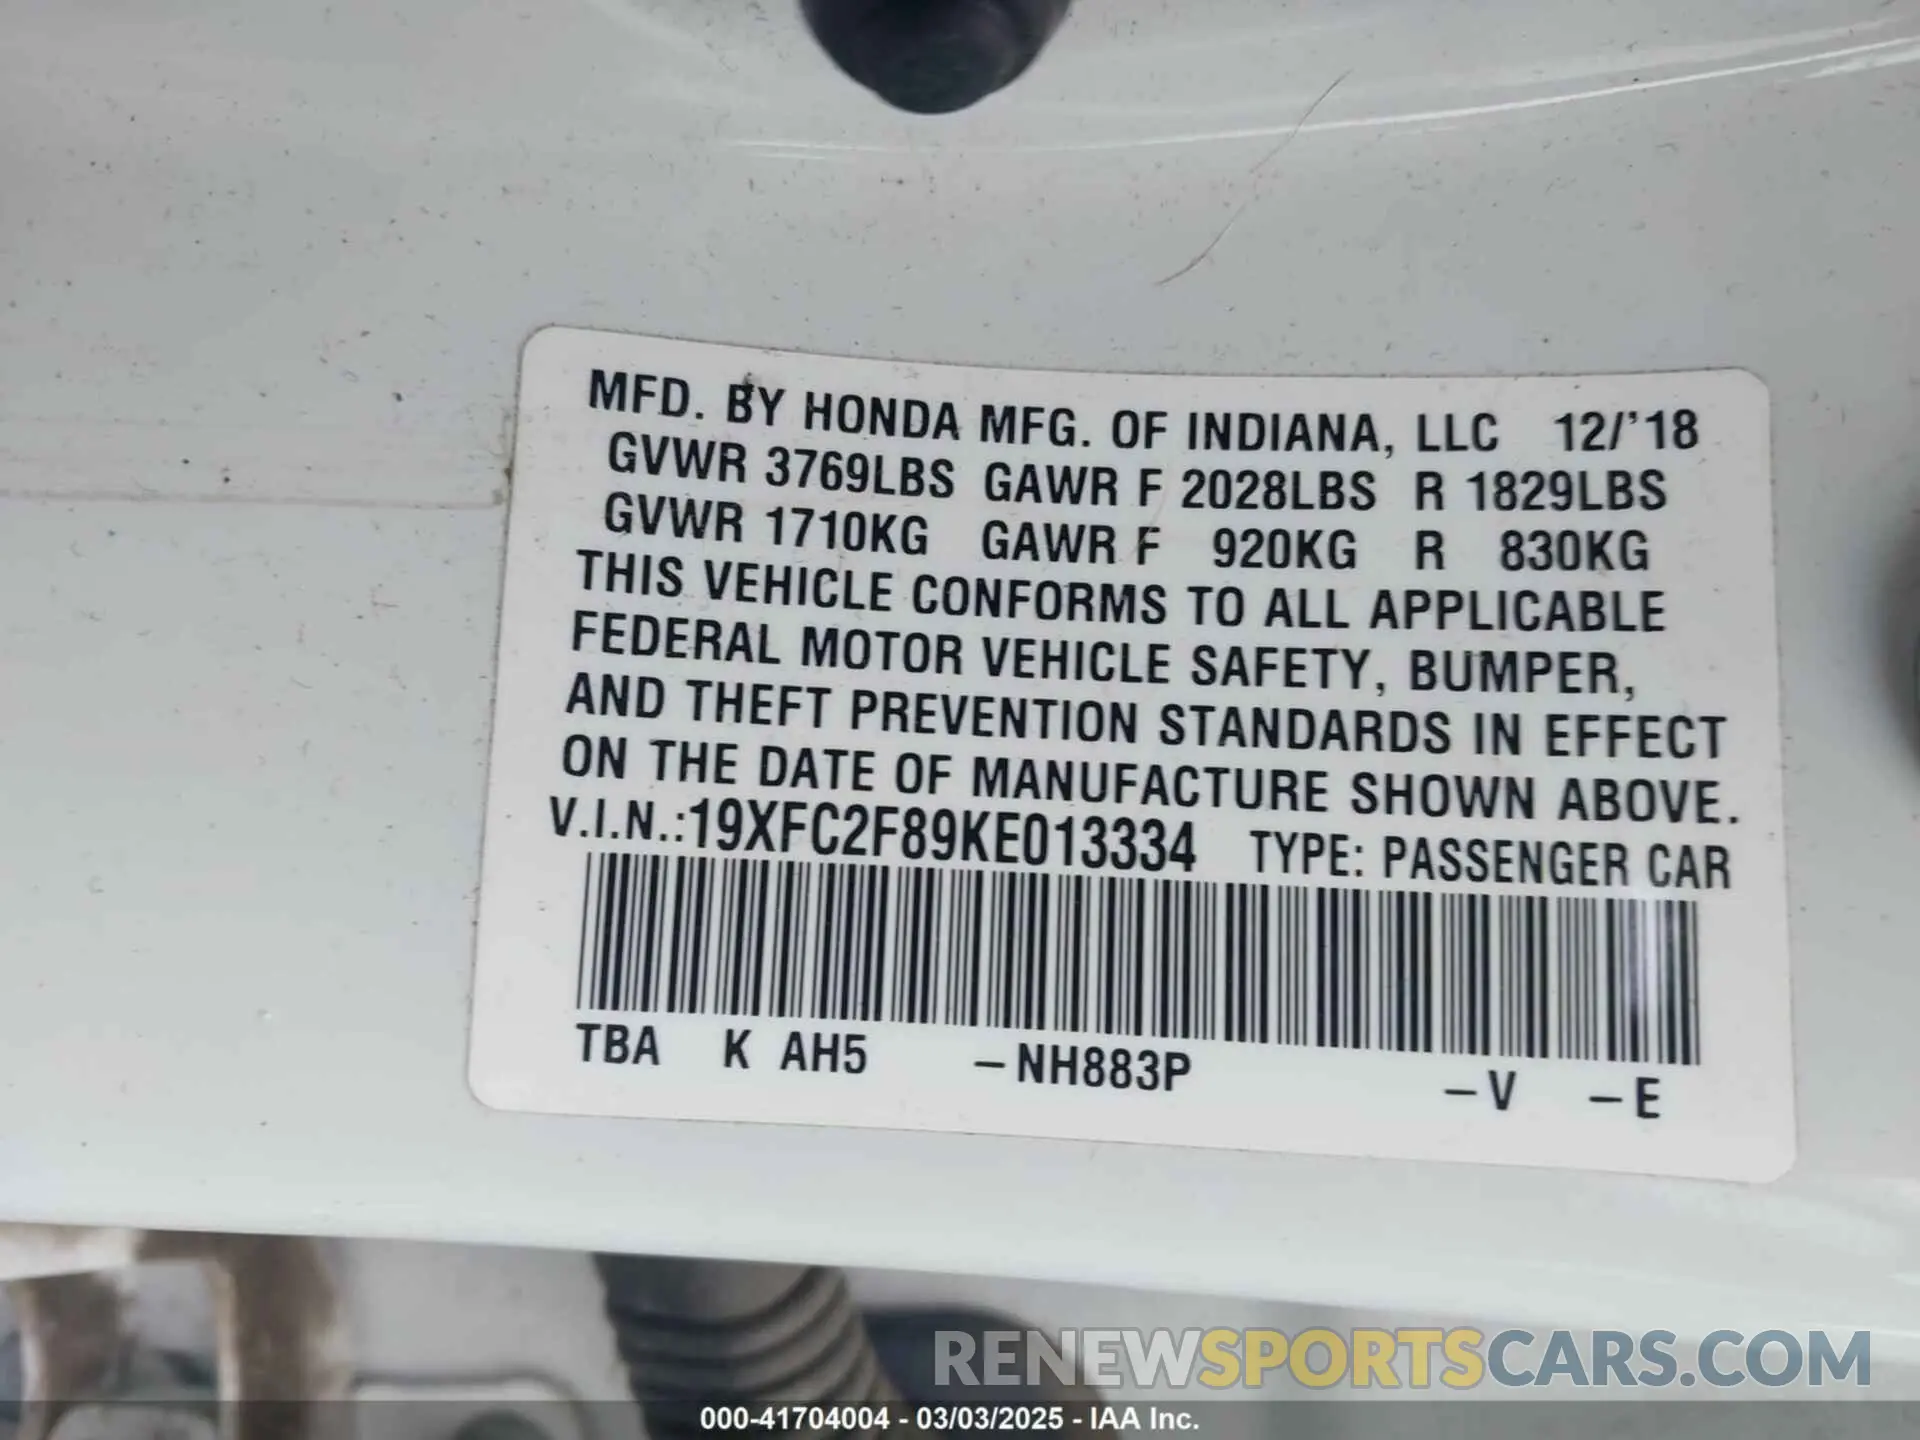 MFD. BY HONDA MFG. OF INDIANA, LLC 12/'18
GVWR 3769LBS GAWR F 2028LBS R 1829LBS
GVWR 1710KG GAWR F 920KG R 830KG
THIS VEHICLE CONFORMS TO ALL APPLICABLE
FEDERAL MOTOR VEHICLE SAFETY, BUMPER,
AND THEFT PREVENTION STANDARDS IN EFFECT
ON THE DATE OF MANUFACTURE SHOWN ABOVE.
V.I.N.:19XFC2F89KE013334 TYPE: PASSENGER CAR
TBA K AH5 –NH883P –V –E
RENEWSPORTSCARS.COM
000-41704004 - 03/03/2025 - IAA Inc.